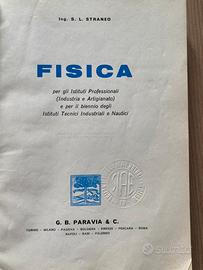 Ing. S. L. STRANEO
FISICA
per gli Istituti Professionali
(Industria e Artigianato)
e per il biennio degli
Istituti Tecnici Industriali e Nautici
G. B. PARAVIA & C.
TORINO - MILANO - PADOVA - BOLOGNA - FIRENZE - PESCARA - ROMA
NAPOLI - BARI - PALERMO
subito